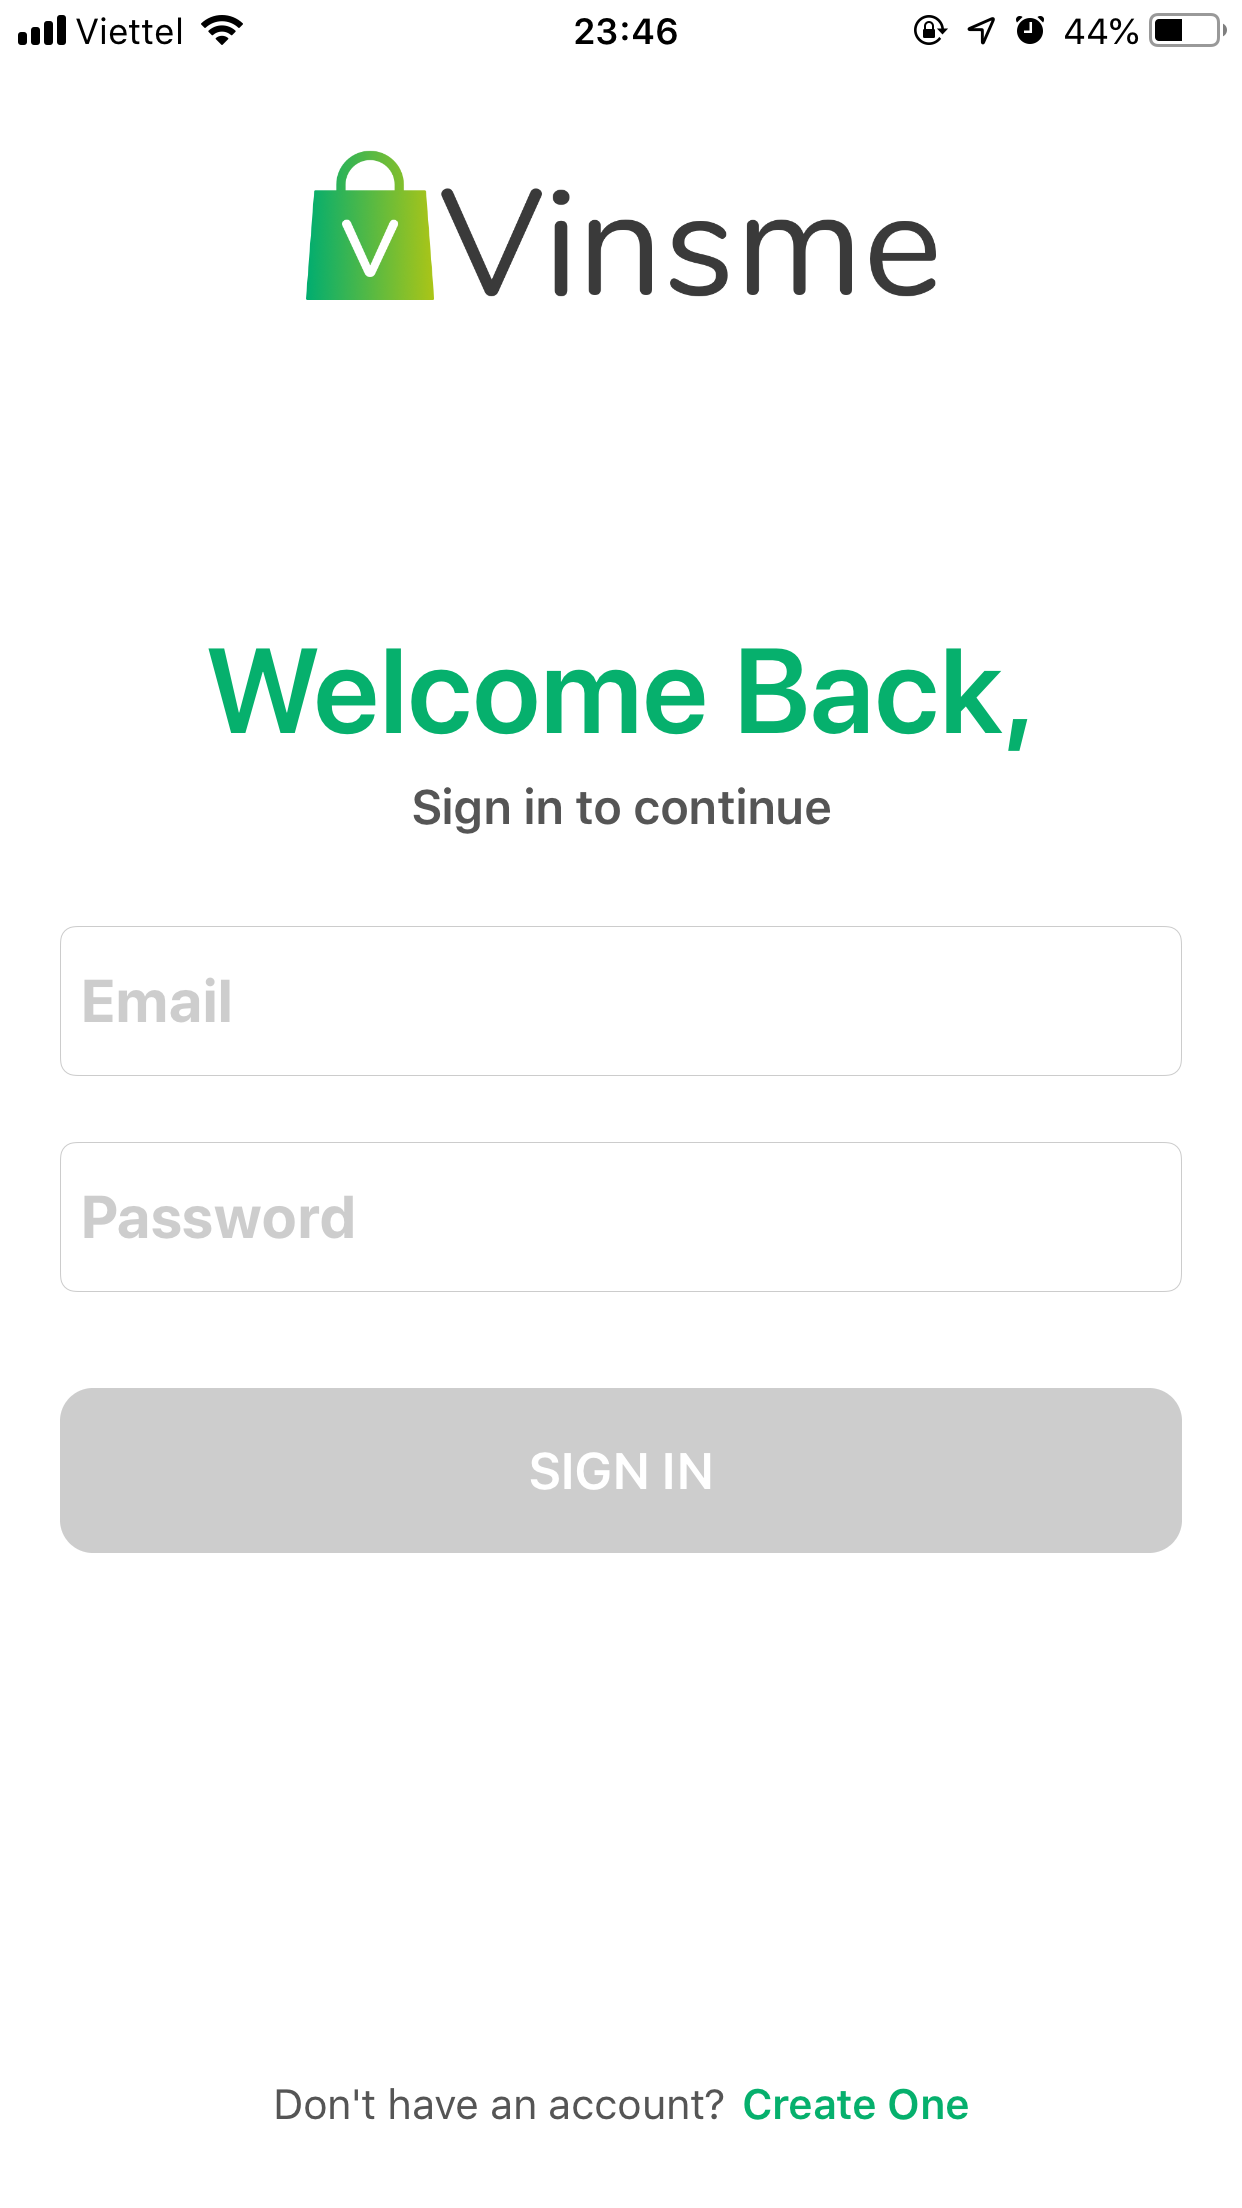 Viettel 23:46 44%
V Vinsme
Welcome Back,
Sign in to continue
Email
Password
SIGN IN
Don't have an account? Create One